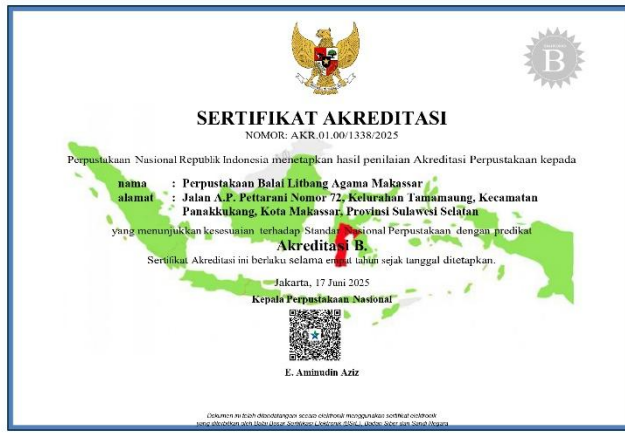 B
SERTIFIKAT AKREDITASI
NOMOR: AKR.01.00/1338/2025
Perpustakaan Nasional Republik Indonesia menetapkan hasil penilaian Akreditasi Perpustakaan kepada
nama : Perpustakaan Balai Litbang Agama Makassar
alamat : Jalan A.P. Pettarani Nomor 72, Kelurahan Tamamaung, Kecamatan
Panakkukang, Kota Makassar, Provinsi Sulawesi Selatan
yang menunjukkan kesesuaian terhadap Standar Nasional Perpustakaan dengan predikat
Akreditasi B.
Sertifikat Akreditasi ini berlaku selama empat tahun sejak tanggal ditetapkan.
Jakarta, 17 Juni 2025
Kepala Perpustakaan Nasional
E. Aminudin Aziz
Dokumen ini telah ditandatangani secara elektronik menggunakan sertifikat elektronik
yang diterbitkan oleh Balai Besar Sertifikasi Elektronik (BSrE), Badan Siber dan Sandi Negara